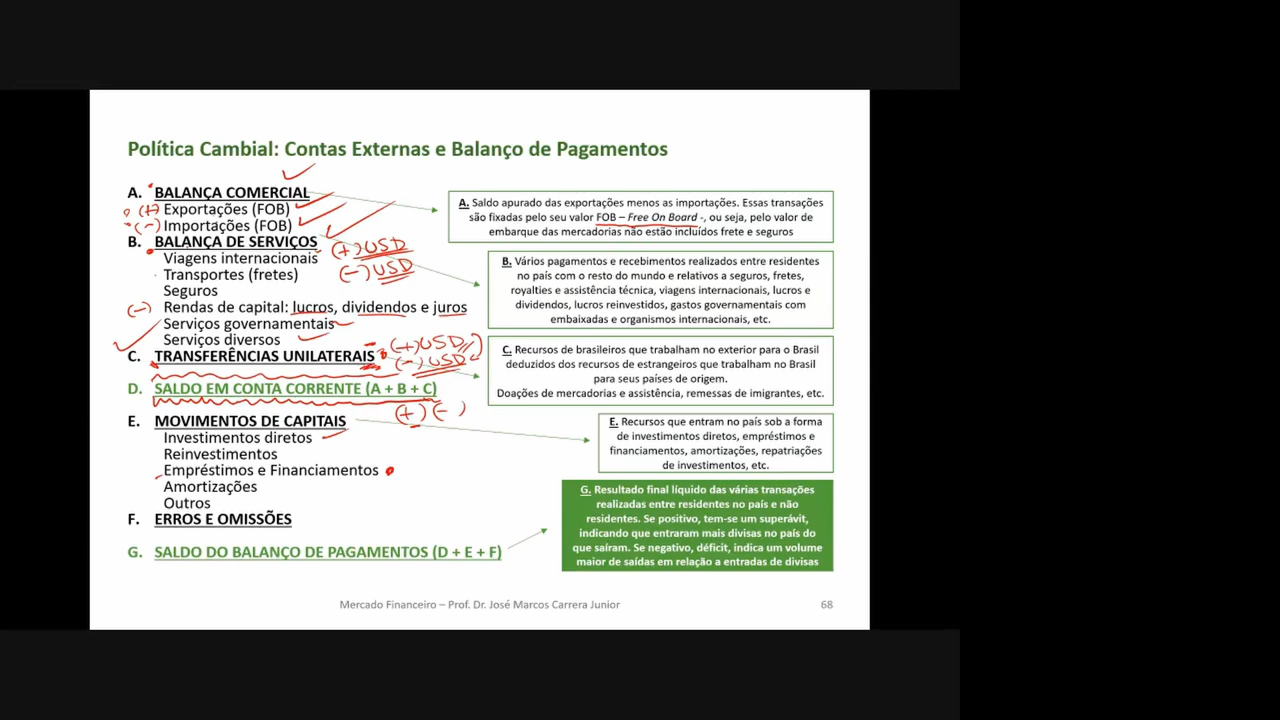 Política Cambial: Contas Externas e Balanço de Pagamentos
A. BALANÇA COMERCIAL
(+) Exportações (FOB)
(-) Importações (FOB)
B. BALANÇA DE SERVIÇOS
(+) USD
Viagens internacionais
(-) USD
Transportes (fretes)
Seguros
(-) Rendas de capital: lucros, dividendos e juros
Serviços governamentais
Serviços diversos
(+) USD
C. TRANSFERÊNCIAS UNILATERAIS
(-) USD
D. SALDO EM CONTA CORRENTE (A + B + C)
(+) (-)
E. MOVIMENTOS DE CAPITAIS
Investimentos diretos
Reinvestimentos
Empréstimos e Financiamentos
Amortizações
Outros
F. ERROS E OMISSÕES
G. SALDO DO BALANÇO DE PAGAMENTOS (D + E + F)
A. Saldo apurado das exportações menos as importações. Essas transações
são fixadas pelo seu valor FOB – Free On Board -, ou seja, pelo valor de
embarque das mercadorias não estão incluídos frete e seguros
B. Vários pagamentos e recebimentos realizados entre residentes
no país com o resto do mundo e relativos a seguros, fretes,
royalties e assistência técnica, viagens internacionais, lucros e
dividendos, lucros reinvestidos, gastos governamentais com
embaixadas e organismos internacionais, etc.
C. Recursos de brasileiros que trabalham no exterior para o Brasil
deduzidos dos recursos de estrangeiros que trabalham no Brasil
para seus países de origem.
Doações de mercadorias e assistência, remessas de imigrantes, etc.
E. Recursos que entram no país sob a forma
de investimentos diretos, empréstimos e
financiamentos, amortizações, repatriações
de investimentos, etc.
G. Resultado final líquido das várias transações
realizadas entre residentes no país e não
residentes. Se positivo, tem-se um superávit,
indicando que entraram mais divisas no país do
que saíram. Se negativo, déficit, indica um volume
maior de saídas em relação a entradas de divisas
Mercado Financeiro – Prof. Dr. José Marcos Carrera Junior
68